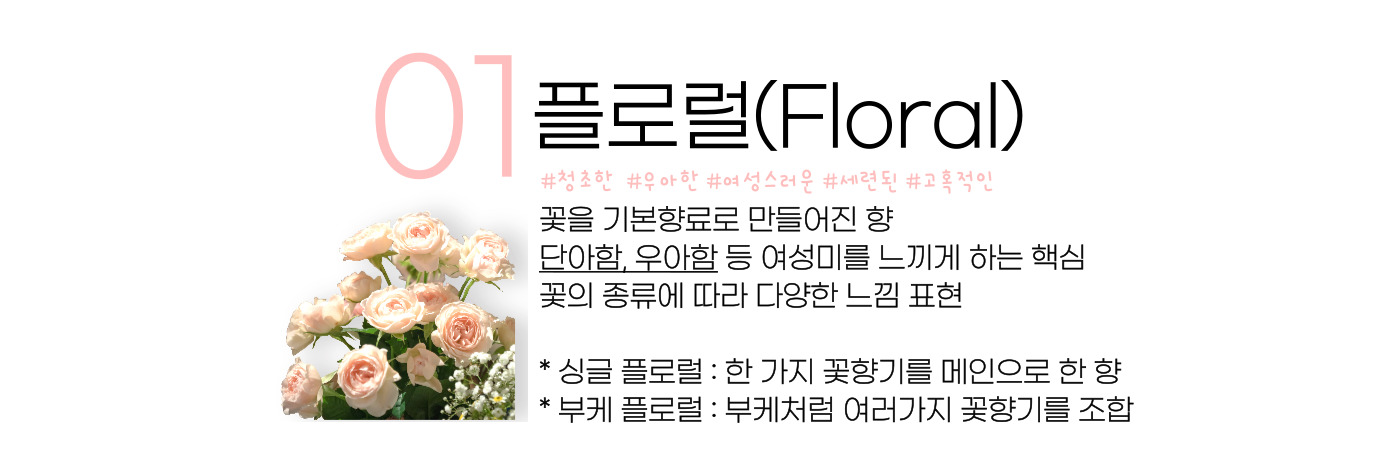 01
플로럴(Floral)
#청초한 #우아한 #여성스러운 #세련된 #고혹적인
꽃을 기본향료로 만들어진 향
단아함, 우아함 등 여성미를 느끼게 하는 핵심
꽃의 종류에 따라 다양한 느낌 표현
* 싱글 플로럴 : 한 가지 꽃향기를 메인으로 한 향
* 부케 플로럴 : 부케처럼 여러가지 꽃향기를 조합